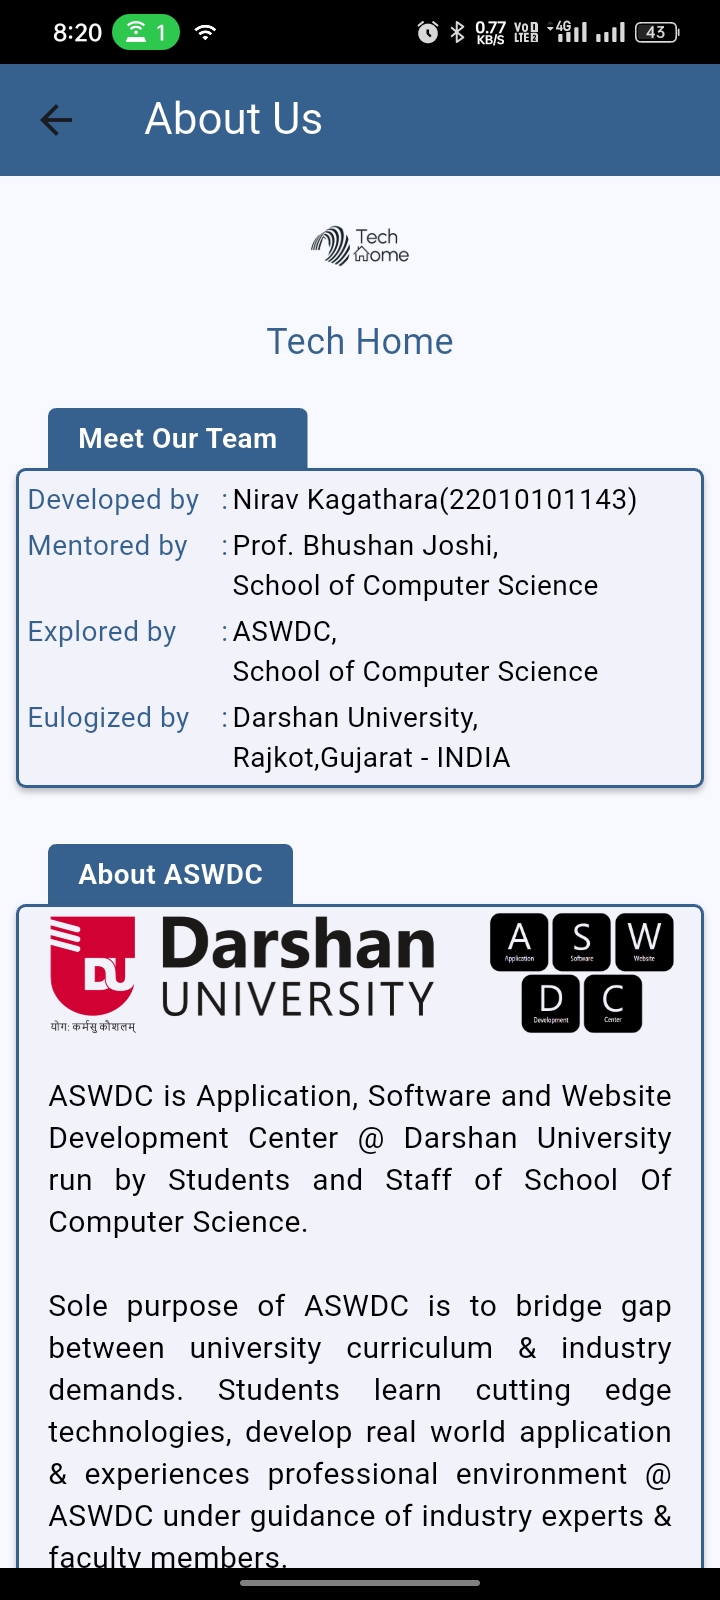 8:20 1 0.77 KB/S VoD LTE2 4G 43
About Us
Tech
Home
Tech Home
Meet Our Team
Developed by : Nirav Kagathara(22010101143)
Mentored by : Prof. Bhushan Joshi,
School of Computer Science
Explored by : ASWDC,
School of Computer Science
Eulogized by : Darshan University,
Rajkot,Gujarat - INDIA
About ASWDC
DU
योग: कर्मसु कौशलम्
Darshan
UNIVERSITY
A S W
Application Software Website
D C
Development Center
ASWDC is Application, Software and Website
Development Center @ Darshan University
run by Students and Staff of School Of
Computer Science.
Sole purpose of ASWDC is to bridge gap
between university curriculum & industry
demands. Students learn cutting edge
technologies, develop real world application
& experiences professional environment @
ASWDC under guidance of industry experts &
faculty members.